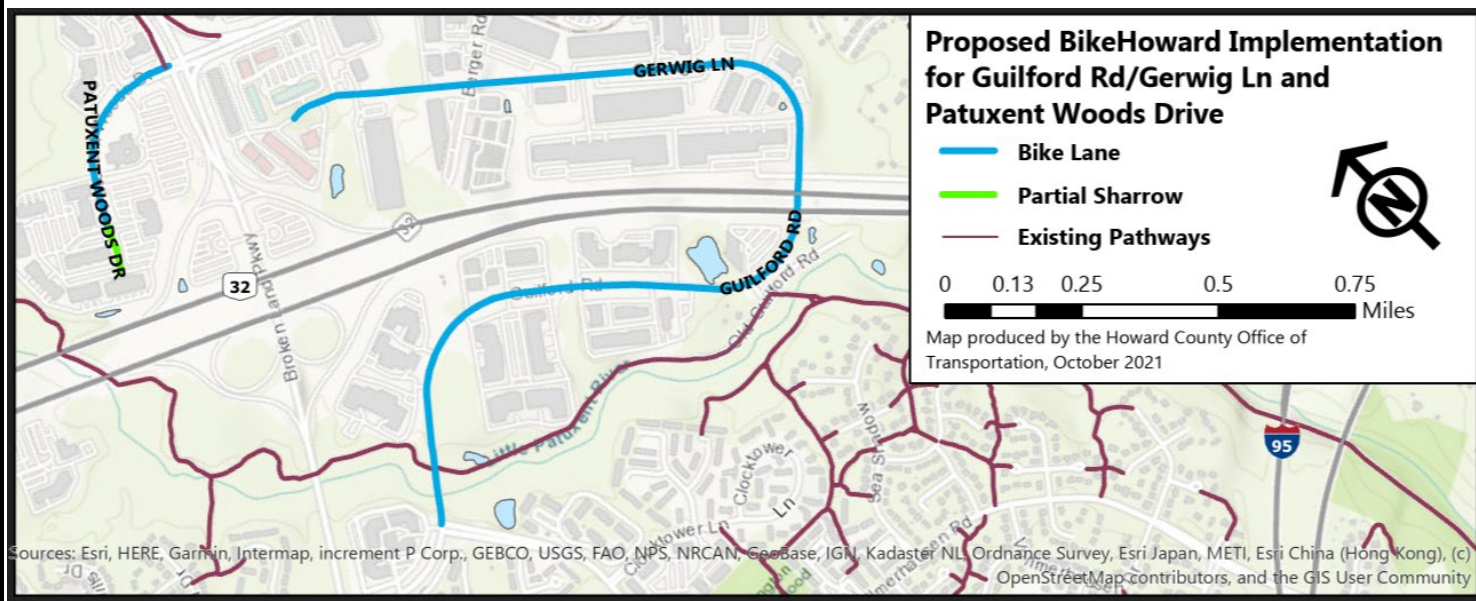 Proposed BikeHoward Implementation
for Guilford Rd/Gerwig Ln and
Patuxent Woods Drive
Bike Lane
Partial Sharrow
Existing Pathways
N
0 0.13 0.25 0.5 0.75
Miles
Map produced by the Howard County Office of
Transportation, October 2021
PATUXENT WOODS DR
GERWIG LN
Berger Rd
32
32
Broken Land Pkwy
GUILFORD RD
Guilford Rd
Old Guilford Rd
Little Patuxent River
Clocktower
Ln
Sea Shadow
Clocktower Ln
95
Sources: Esri, HERE, Garmin, Intermap, increment P Corp., GEBCO, USGS, FAO, NPS, NRCAN, GeoBase, IGN, Kadaster NL, Ordnance Survey, Esri Japan, METI, Esri China (Hong Kong), (c)
OpenStreetMap contributors, and the GIS User Community